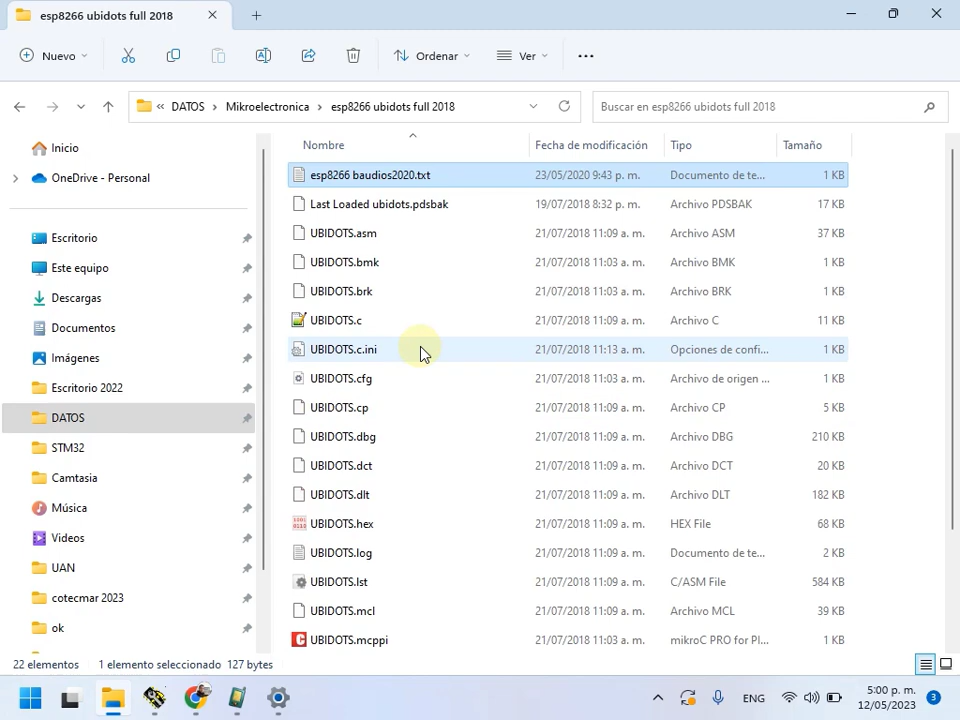 esp8266 ubidots full 2018
Nuevo
Ordenar
Ver
« DATOS › Mikroelectronica › esp8266 ubidots full 2018
Buscar en esp8266 ubidots full 2018
Inicio
OneDrive - Personal
Escritorio
Este equipo
Descargas
Documentos
Imágenes
Escritorio 2022
DATOS
STM32
Camtasia
Música
Videos
UAN
cotecmar 2023
ok
Nombre Fecha de modificación Tipo Tamaño
esp8266 baudios2020.txt 23/05/2020 9:43 p. m. Documento de te... 1 KB
Last Loaded ubidots.pdsbak 19/07/2018 8:32 p. m. Archivo PDSBAK 17 KB
UBIDOTS.asm 21/07/2018 11:09 a. m. Archivo ASM 37 KB
UBIDOTS.bmk 21/07/2018 11:03 a. m. Archivo BMK 1 KB
UBIDOTS.brk 21/07/2018 11:03 a. m. Archivo BRK 1 KB
UBIDOTS.c 21/07/2018 11:09 a. m. Archivo C 11 KB
UBIDOTS.c.ini 21/07/2018 11:13 a. m. Opciones de confi... 1 KB
UBIDOTS.cfg 21/07/2018 11:03 a. m. Archivo de origen ... 1 KB
UBIDOTS.cp 21/07/2018 11:09 a. m. Archivo CP 5 KB
UBIDOTS.dbg 21/07/2018 11:09 a. m. Archivo DBG 210 KB
UBIDOTS.dct 21/07/2018 11:09 a. m. Archivo DCT 20 KB
UBIDOTS.dlt 21/07/2018 11:09 a. m. Archivo DLT 182 KB
UBIDOTS.hex 21/07/2018 11:09 a. m. HEX File 68 KB
UBIDOTS.log 21/07/2018 11:09 a. m. Documento de te... 2 KB
UBIDOTS.lst 21/07/2018 11:09 a. m. C/ASM File 584 KB
UBIDOTS.mcl 21/07/2018 11:09 a. m. Archivo MCL 39 KB
UBIDOTS.mcppi 21/07/2018 11:03 a. m. mikroC PRO for PI... 1 KB
22 elementos 1 elemento seleccionado 127 bytes
ENG
5:00 p. m.
12/05/2023
3